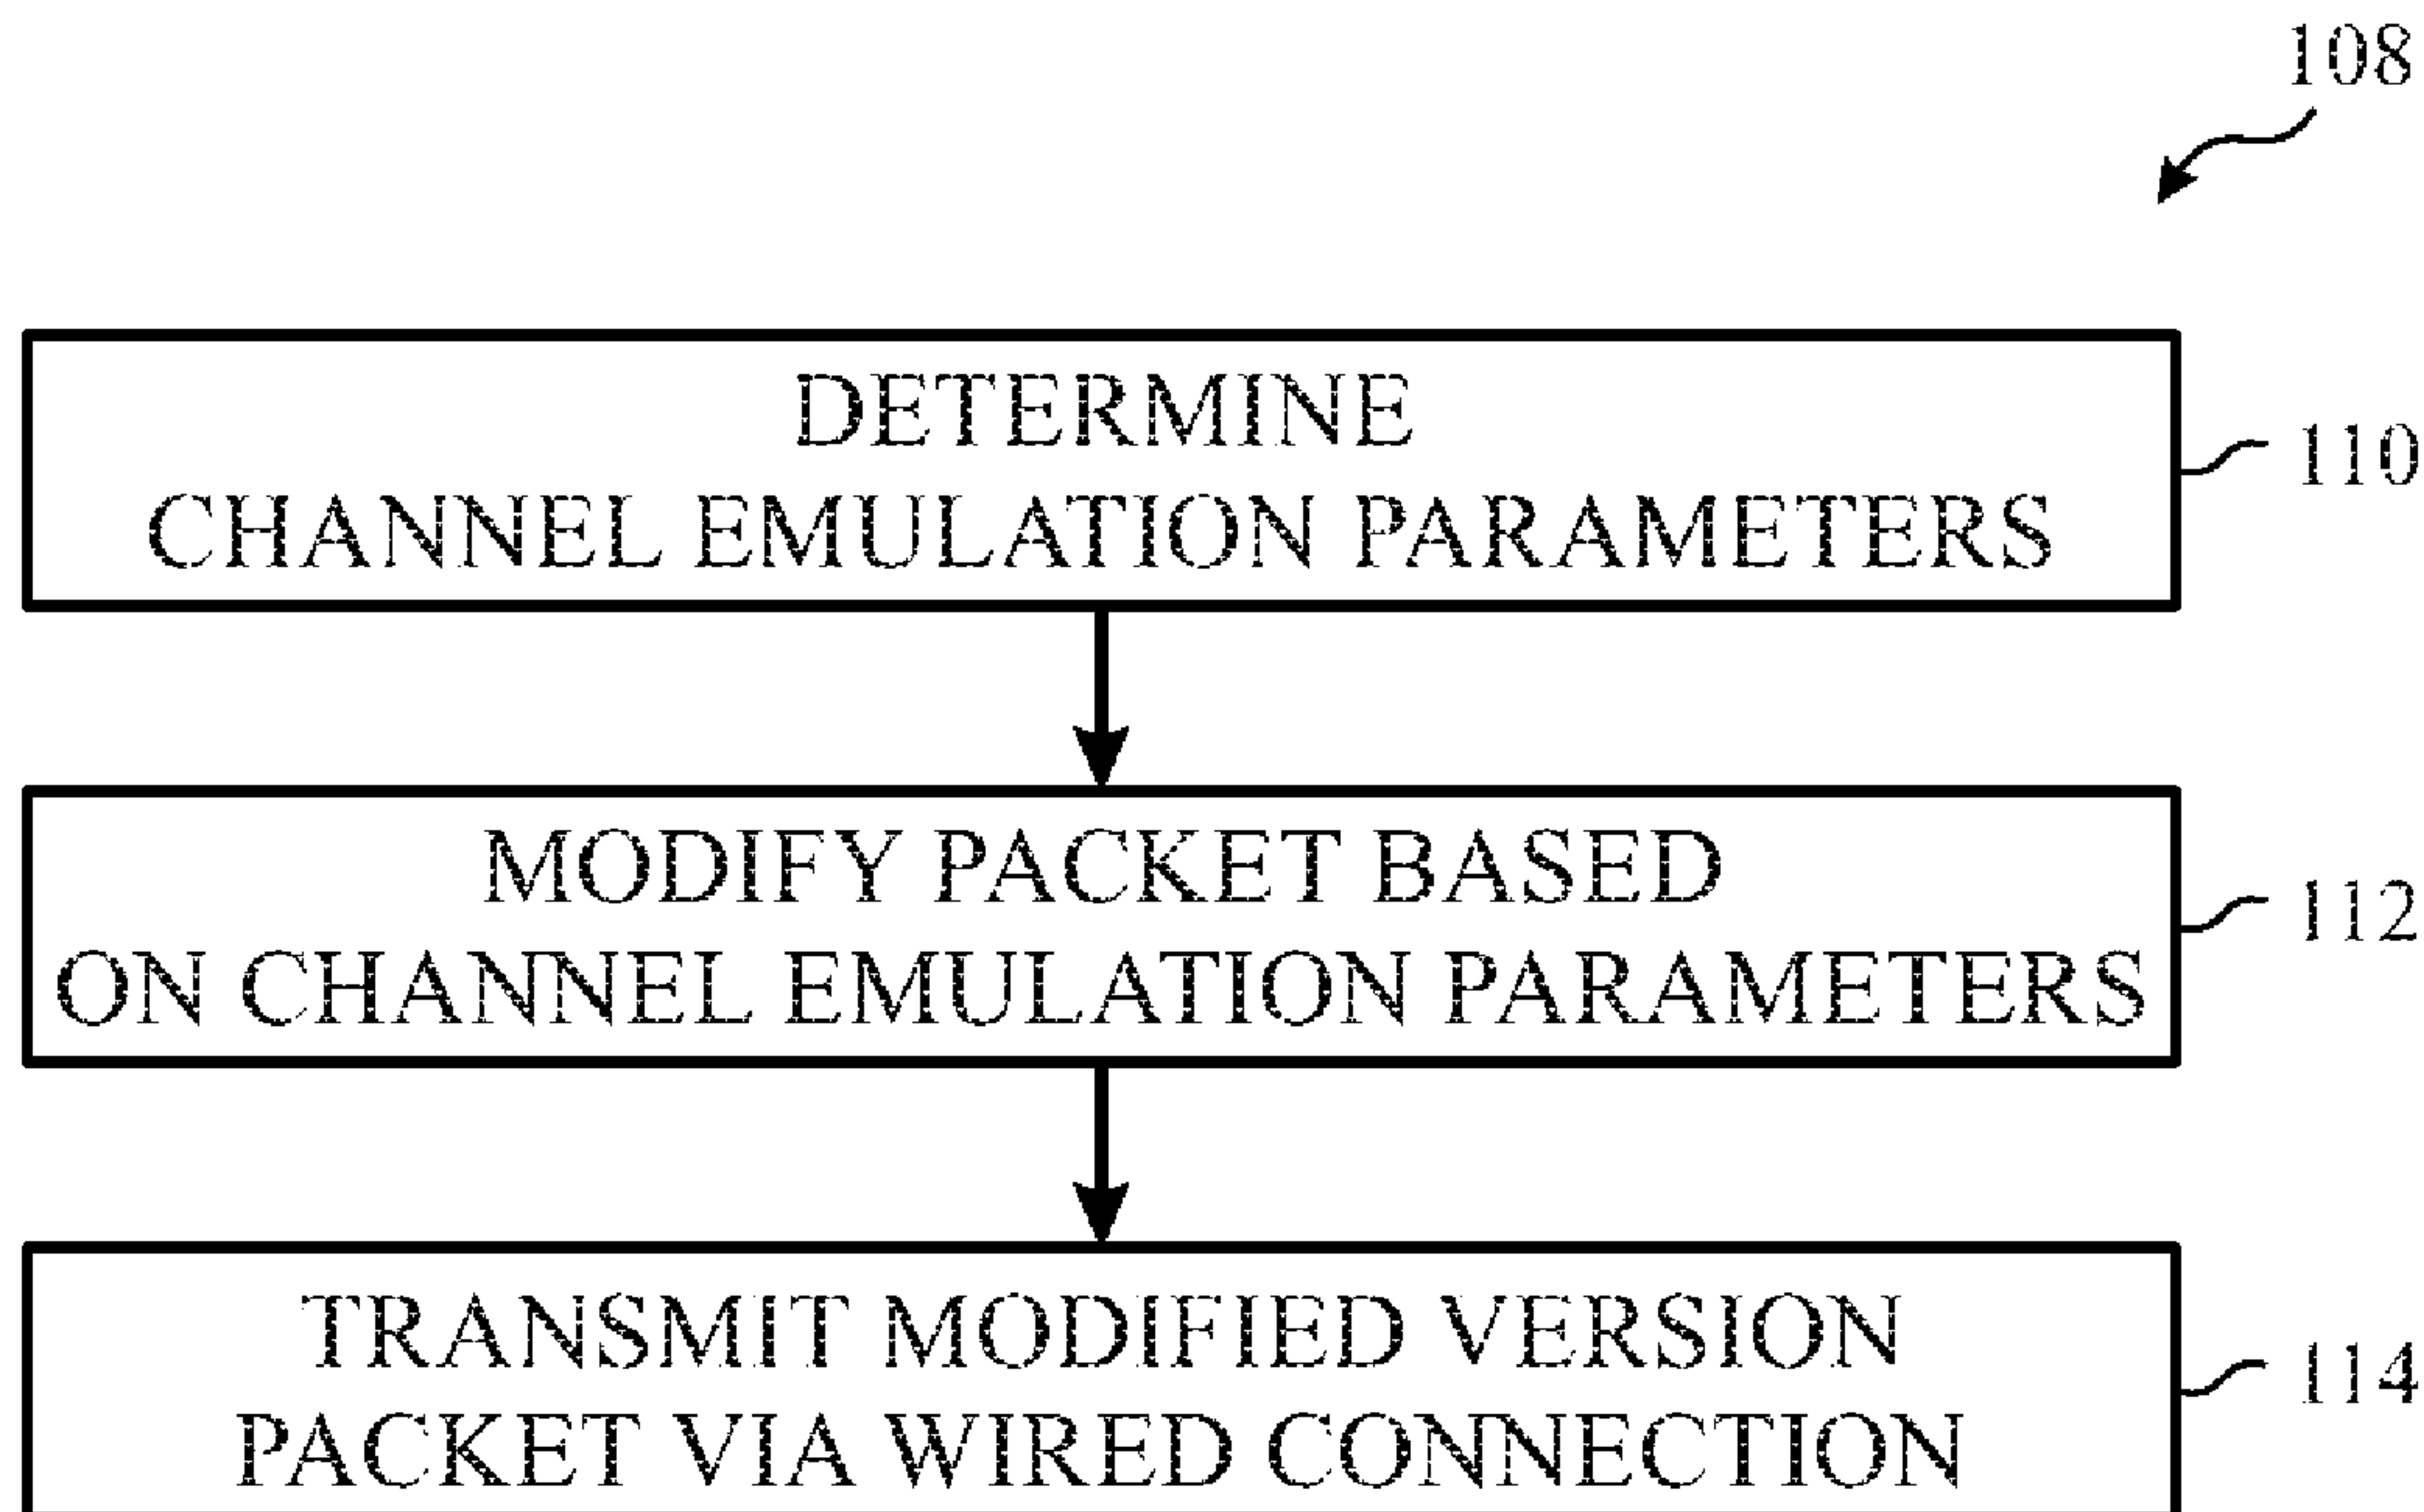 108
DETERMINE
CHANNEL EMULATION PARAMETERS
110
MODIFY PACKET BASED
ON CHANNEL EMULATION PARAMETERS
112
TRANSMIT MODIFIED VERSION
PACKET VIA WIRED CONNECTION
114